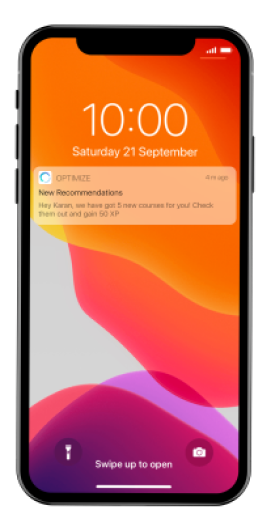 10:00
Saturday 21 September
OPTIMIZE 4m ago
New Recommendations
Hey Karan, we have got 5 new courses for you! Check
them out and gain 50 XP
Swipe up to open